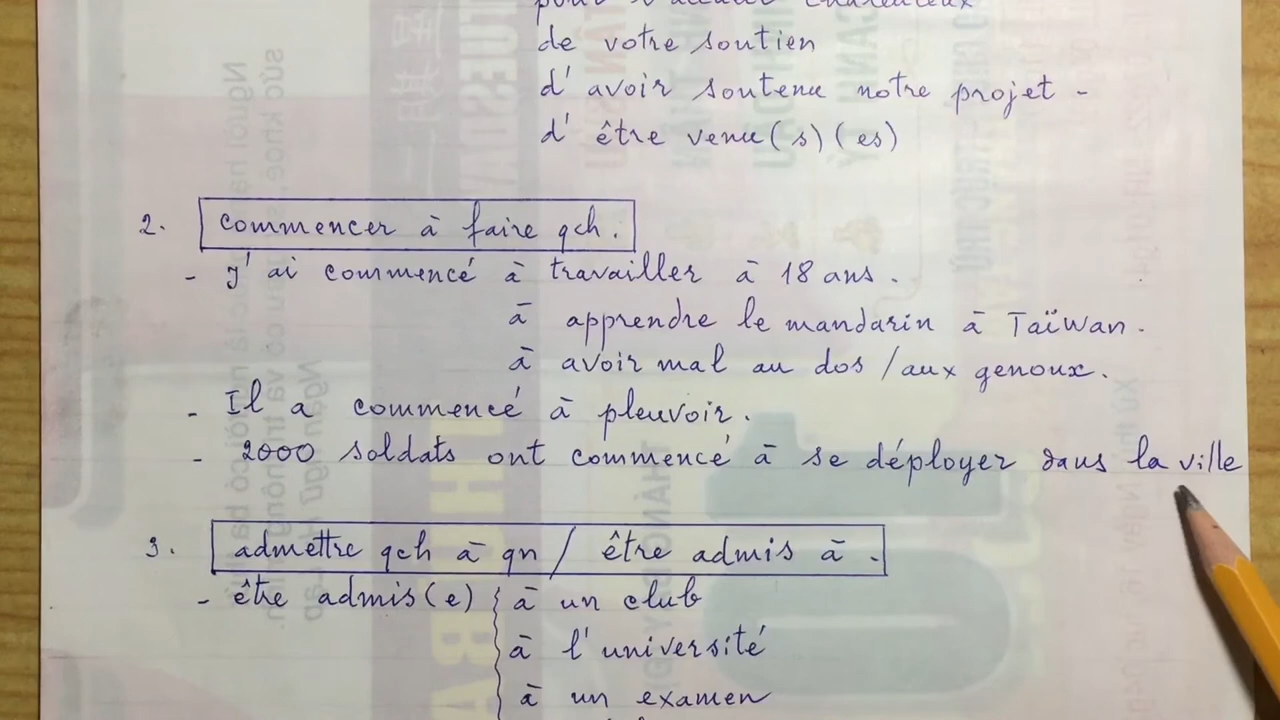 de votre soutien
d'avoir soutenu notre projet -
d'être venu(s)(es)
2. commencer à faire qch.
- J'ai commencé à travailler à 18 ans.
à apprendre le mandarin à Taïwan.
à avoir mal au dos / aux genoux.
- Il a commencé à pleuvoir.
- 2000 soldats ont commencé à se déployer dans la ville
3. admettre qch à qn / être admis à.
- être admis(e) { à un club
à l'université
à un examen